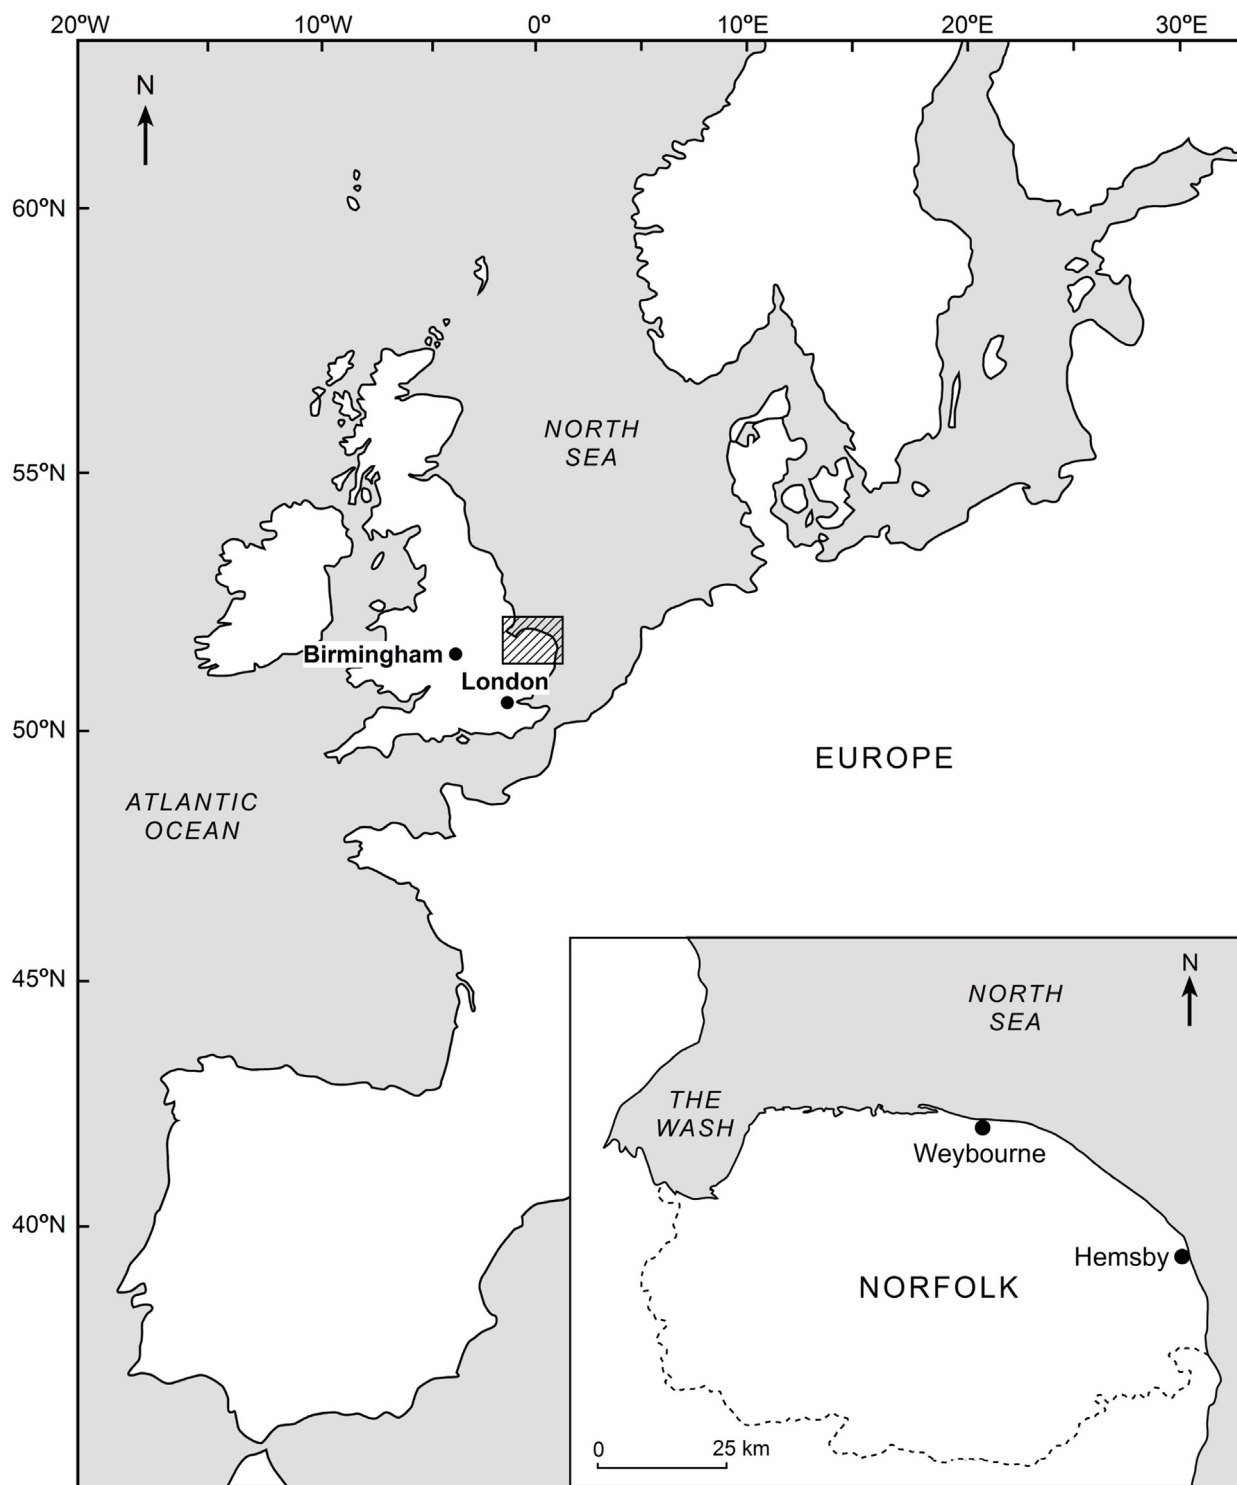 20ºW 10ºW 0º 10ºE 20ºE 30ºE
N
60ºN
NORTH
SEA
55ºN
Birmingham
London
50ºN
EUROPE
ATLANTIC
OCEAN
45ºN
N
NORTH
SEA
THE
WASH
Weybourne
40ºN
Hemsby
NORFOLK
0 25 km